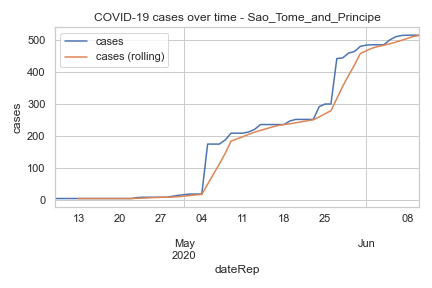 COVID-19 cases over time - Sao_Tome_and_Principe
cases
cases (rolling)
500
400
300
200
100
0
cases
13 20 27 04 11 18 25 08
May Jun
2020
dateRep